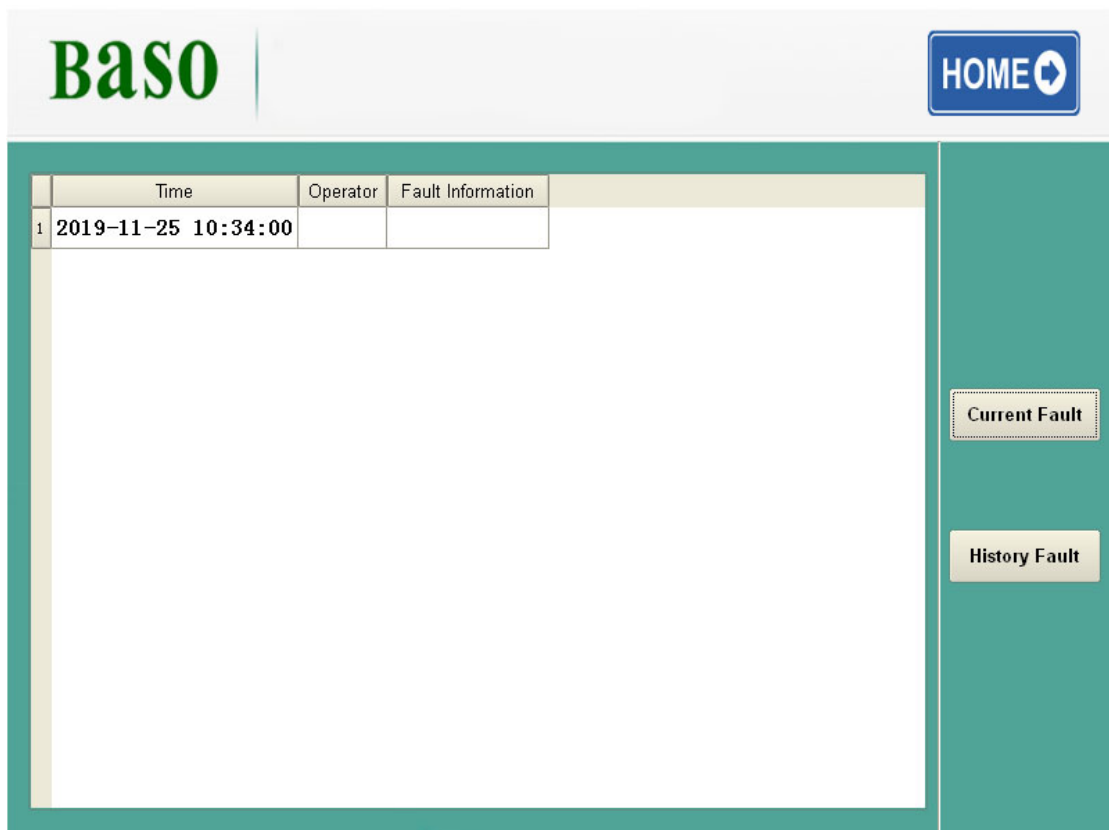 Baso
HOME
Time Operator Fault Information
1 2019-11-25 10:34:00
Current Fault
History Fault